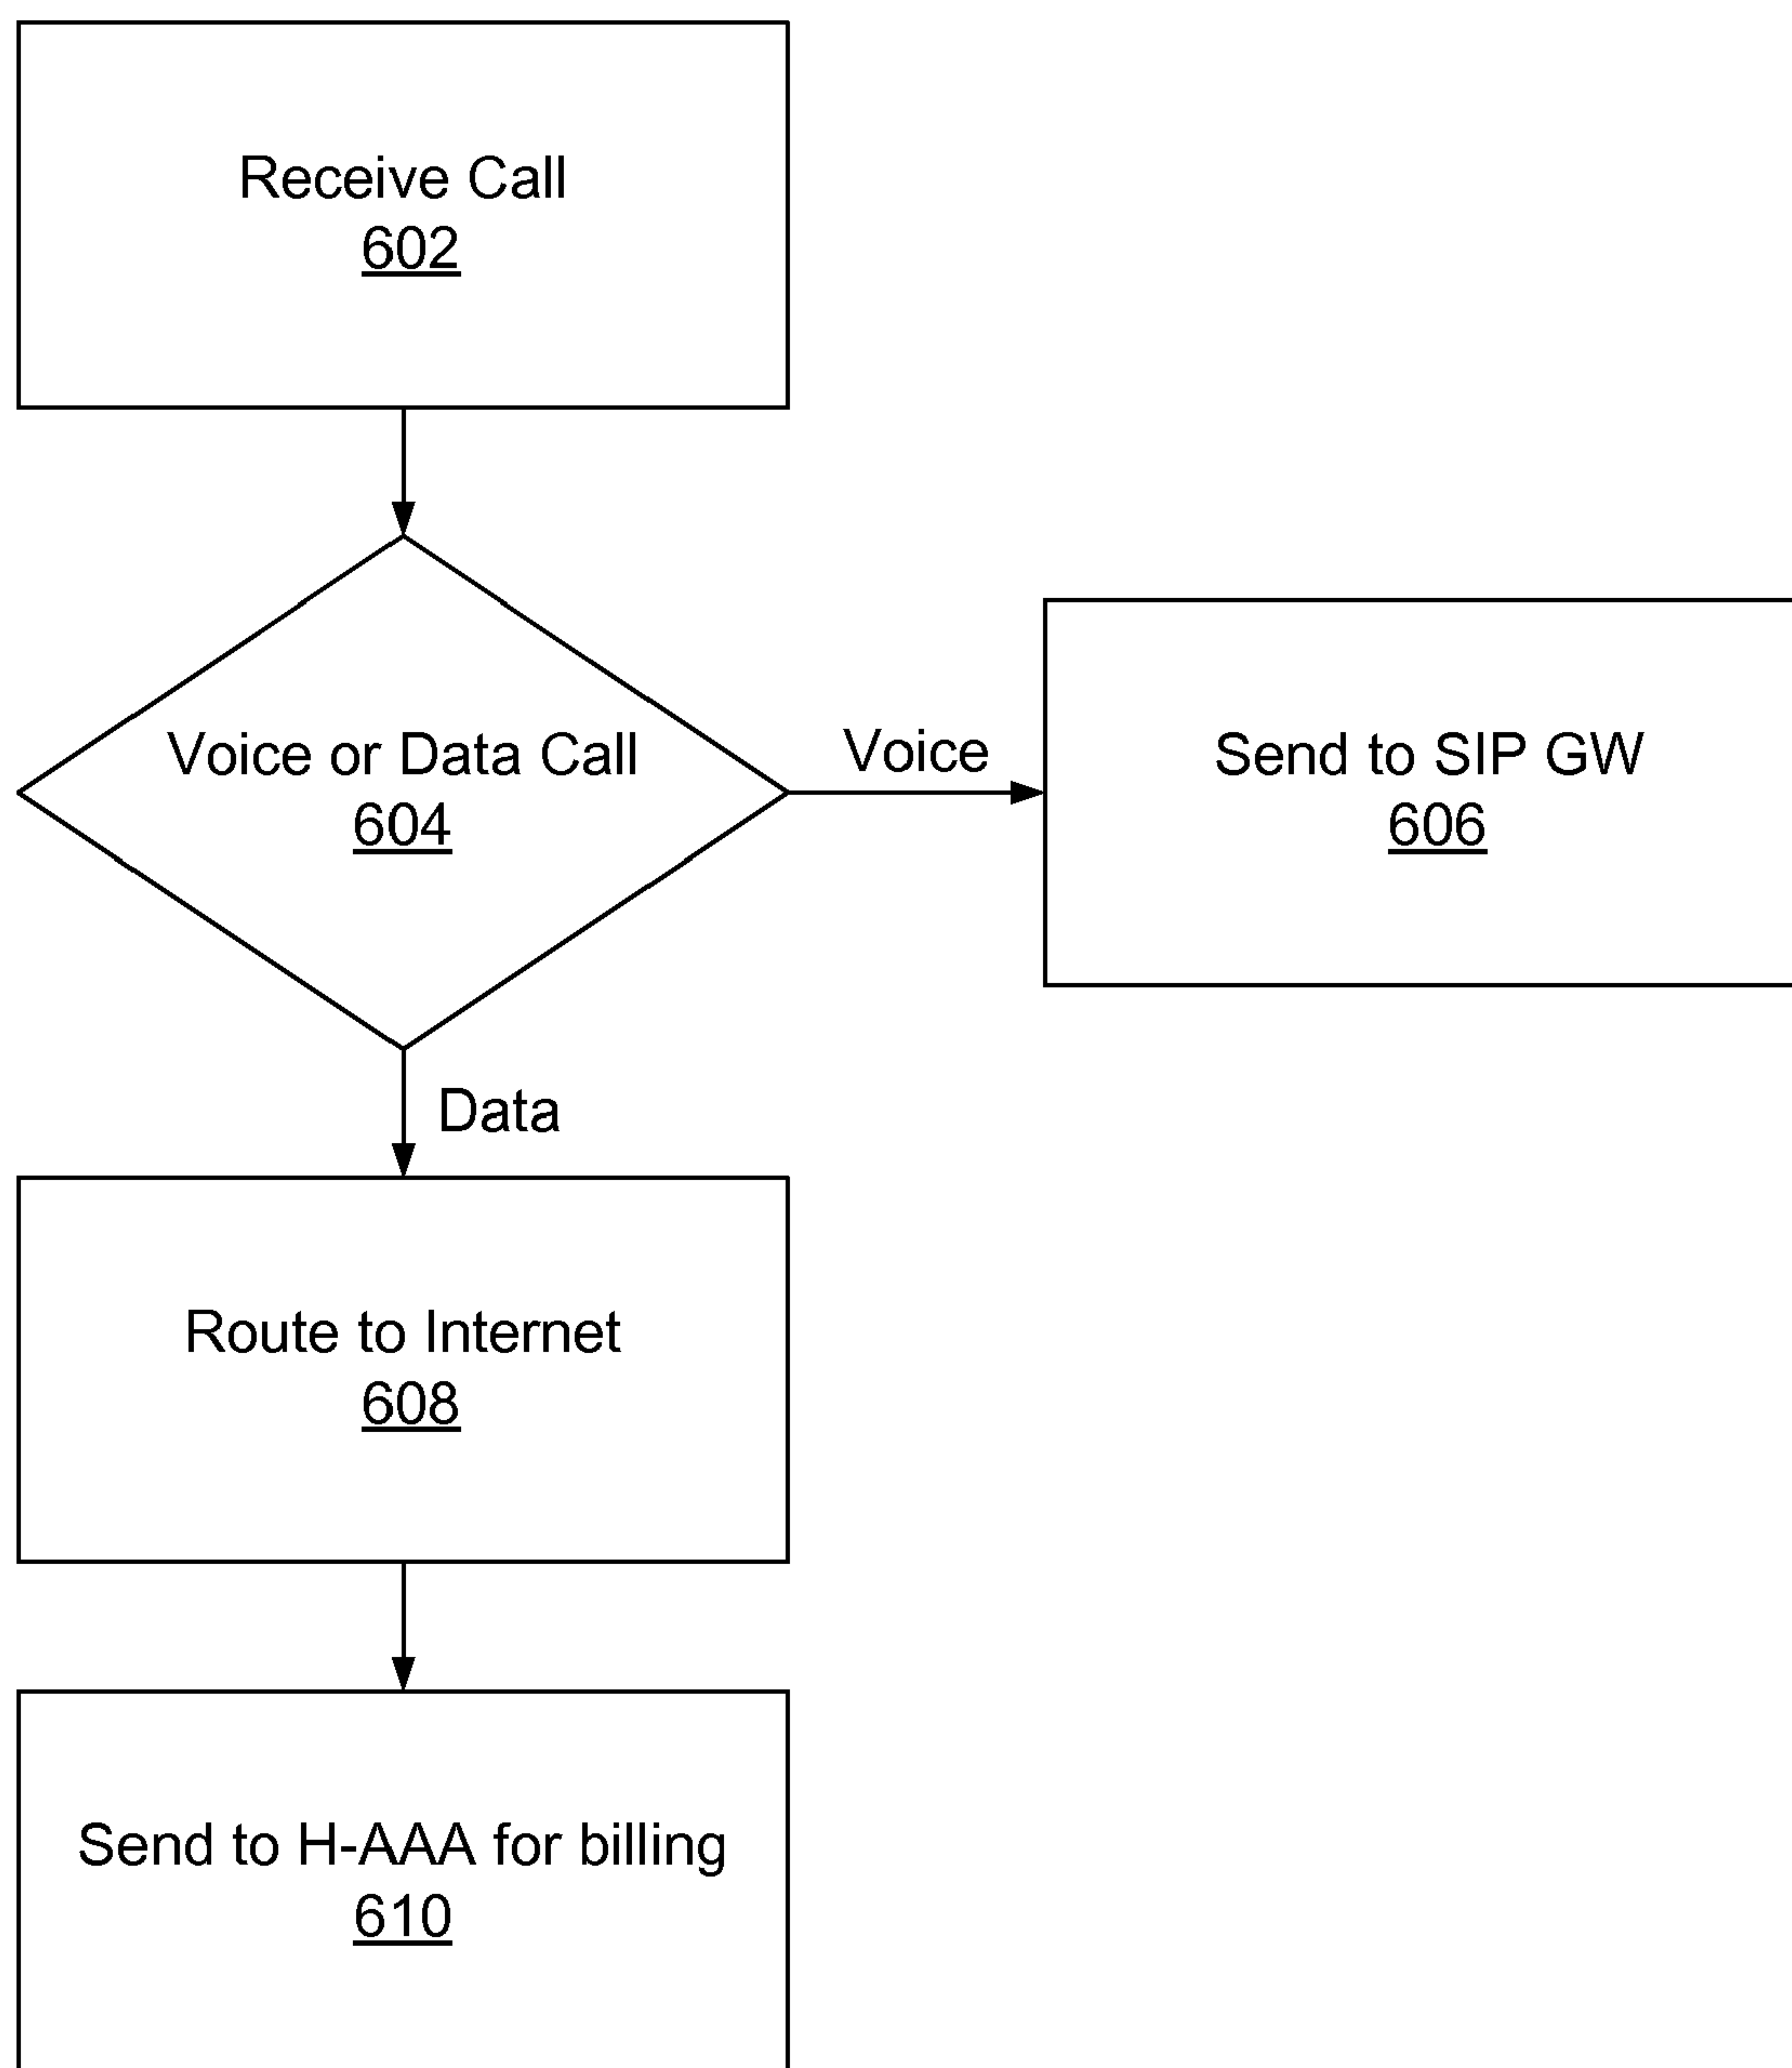 Receive Call
602
Voice or Data Call
604
Voice
Send to SIP GW
606
Data
Route to Internet
608
Send to H-AAA for billing
610